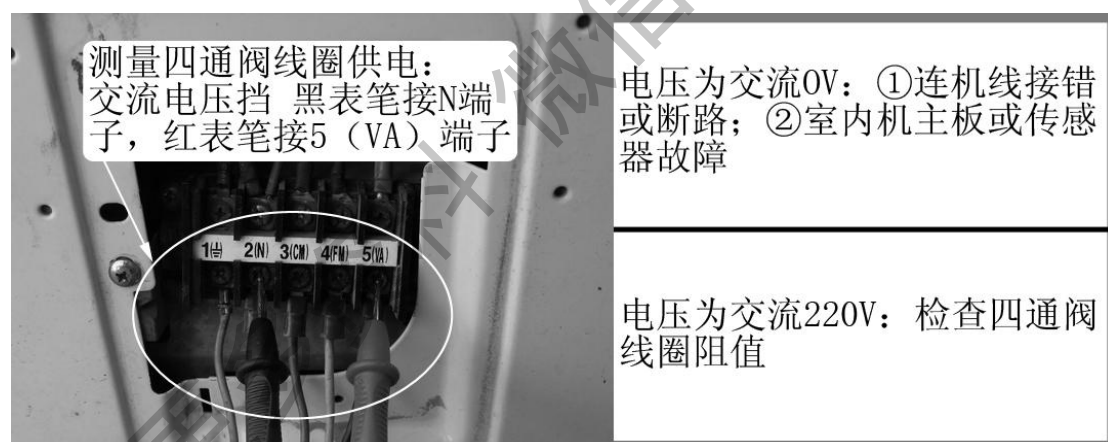 测量四通阀线圈供电:
交流电压挡 黑表笔接N端
子,红表笔接5(VA)端子
1(⏚) 2(N) 3(CM) 4(FM) 5(VA)
电压为交流0V:①连机线接错
或断路;②室内机主板或传感
器故障
电压为交流220V:检查四通阀
线圈阻值